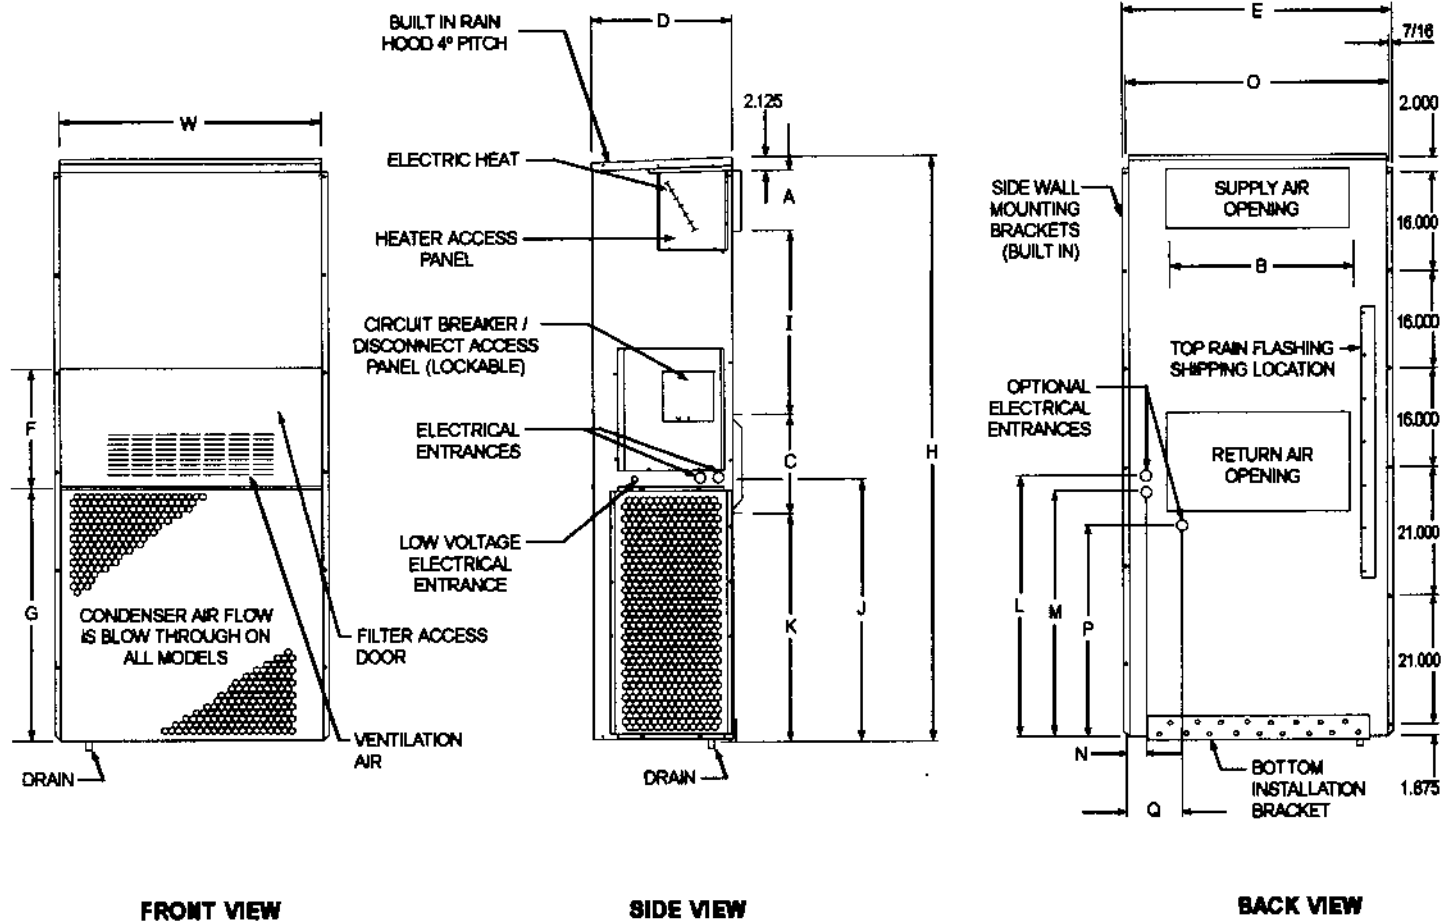 W
F
G
CONDENSER AIR FLOW
IS BLOW THROUGH ON
ALL MODELS
DRAIN
FILTER ACCESS
DOOR
VENTILATION
AIR
FRONT VIEW
BUILT IN RAIN
HOOD 4º PITCH
D
2.125
ELECTRIC HEAT
A
HEATER ACCESS
PANEL
I
CIRCUIT BREAKER /
DISCONNECT ACCESS
PANEL (LOCKABLE)
H
ELECTRICAL
ENTRANCES
C
LOW VOLTAGE
ELECTRICAL
ENTRANCE
J
K
DRAIN
SIDE VIEW
E
7/16
O
2.000
SIDE WALL
MOUNTING
BRACKETS
(BUILT IN)
SUPPLY AIR
OPENING
16.000
B
16.000
TOP RAIN FLASHING
SHIPPING LOCATION
OPTIONAL
ELECTRICAL
ENTRANCES
16.000
RETURN AIR
OPENING
21.000
L
M
P
21.000
N
Q
BOTTOM
INSTALLATION
BRACKET
1.875
BACK VIEW